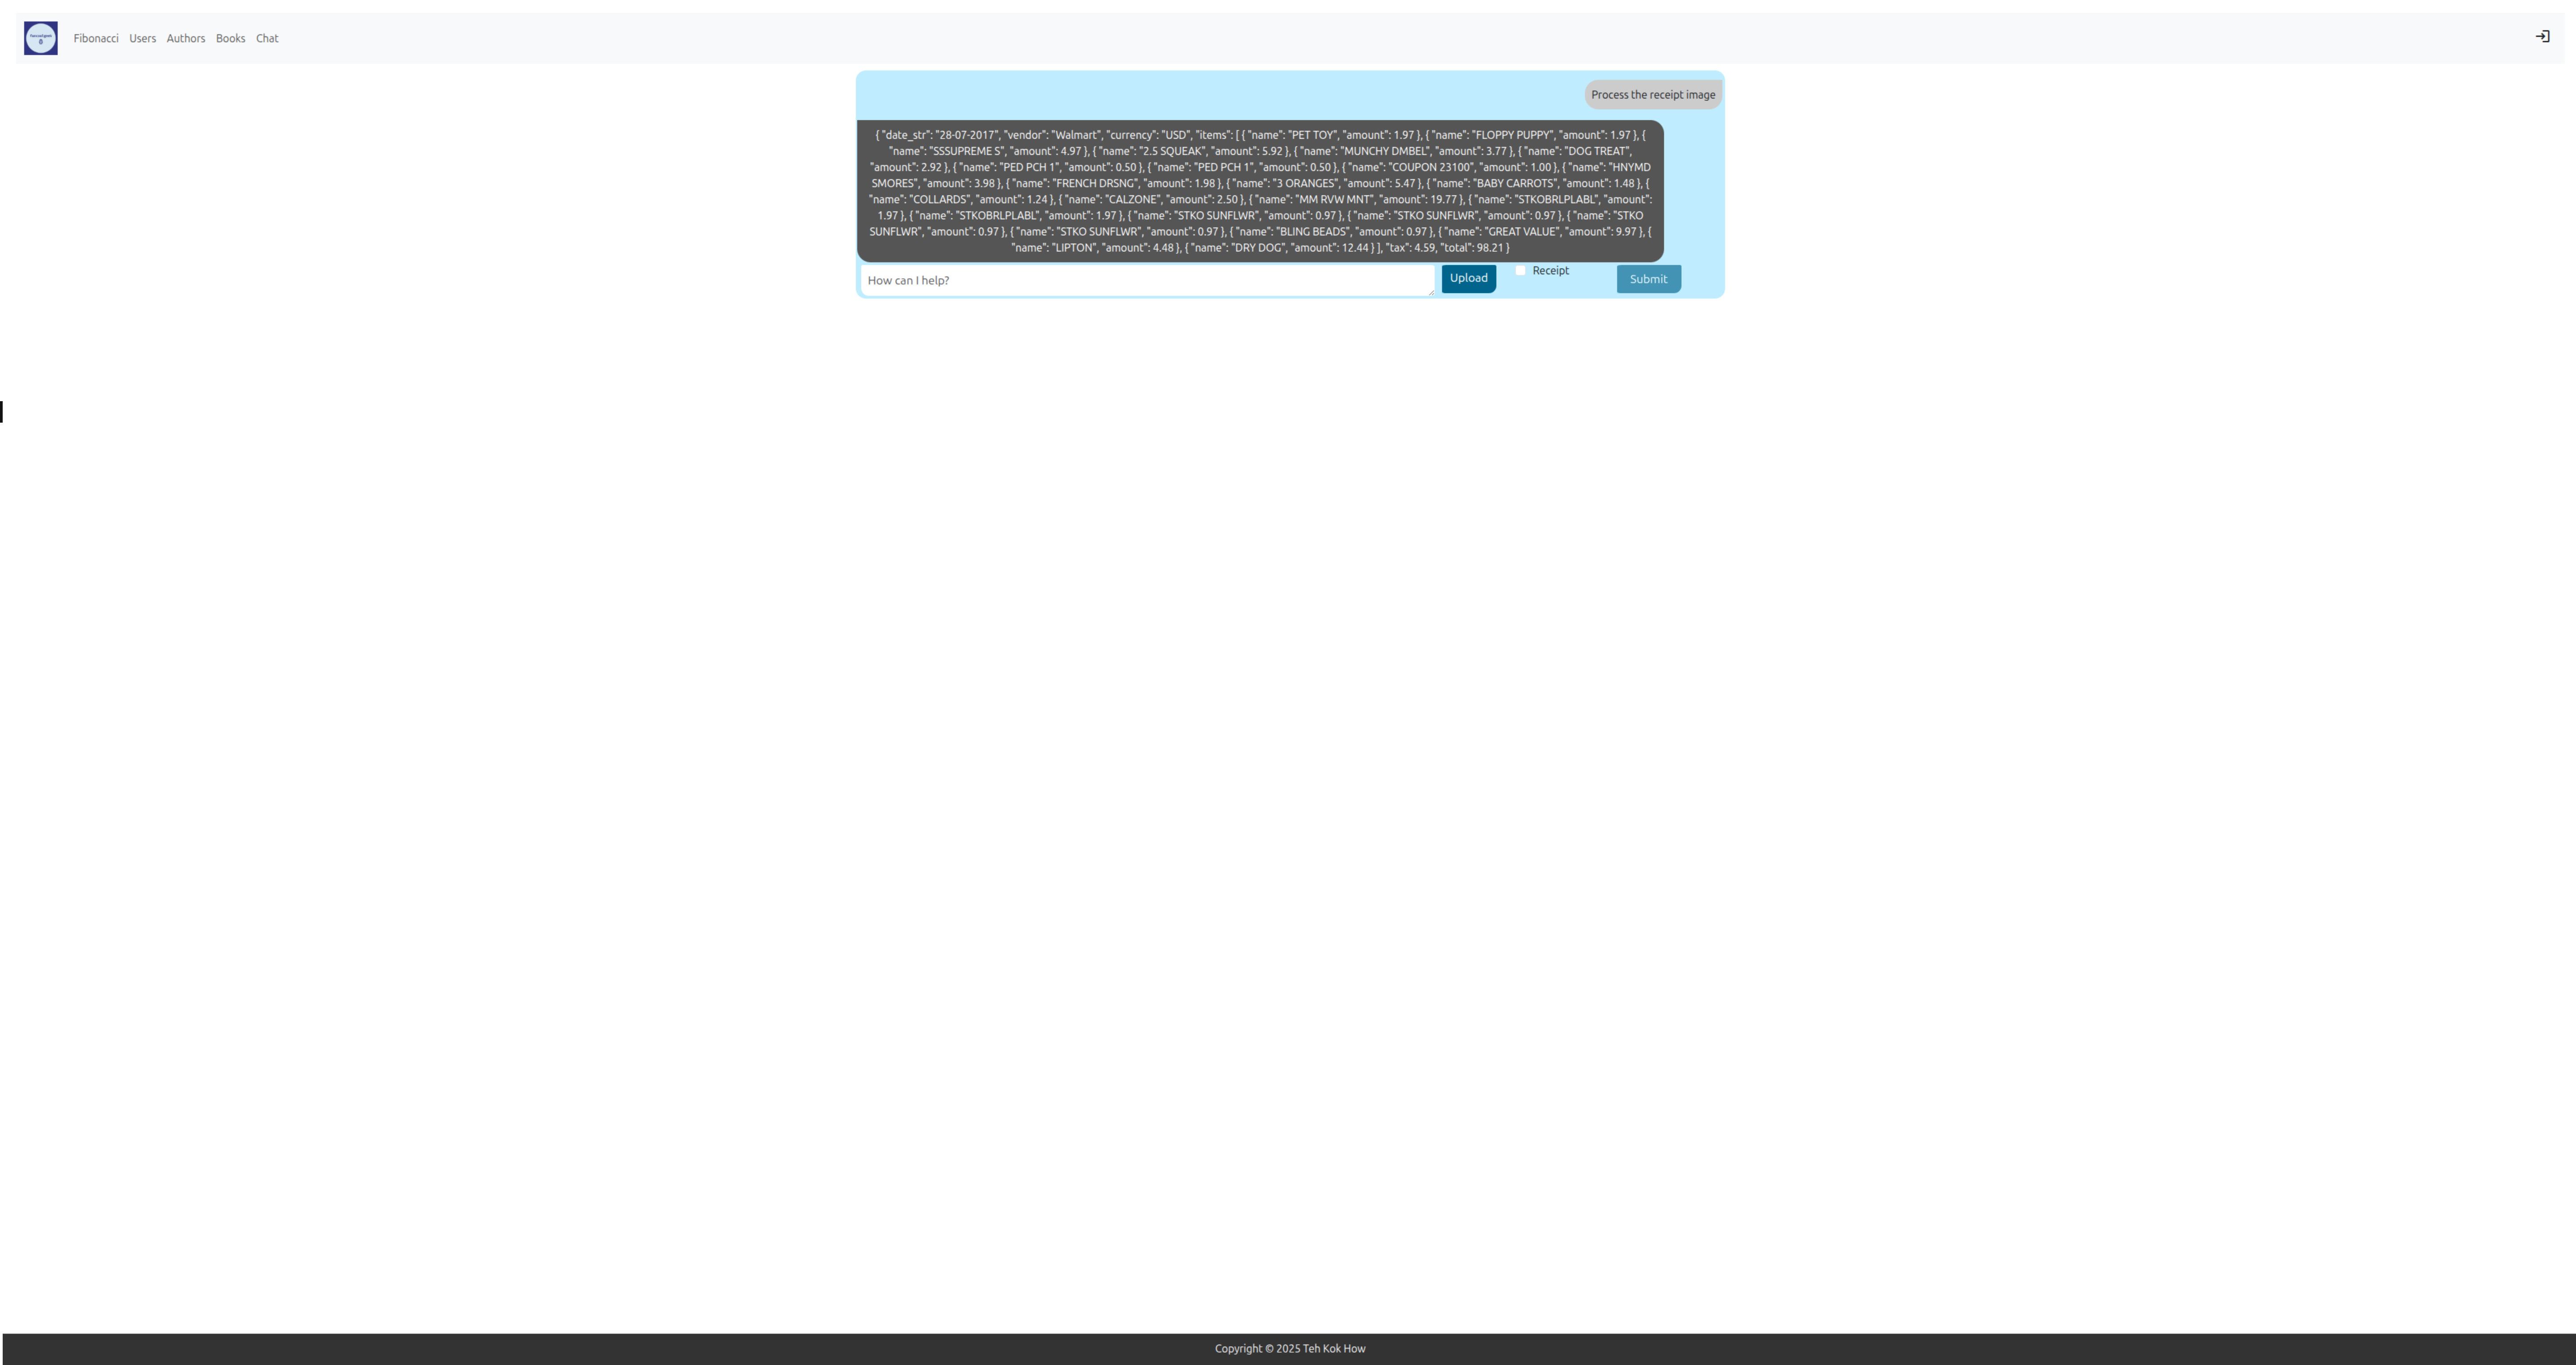 Fibonacci Users Authors Books Chat
Process the receipt image
{ "date_str": "28-07-2017", "vendor": "Walmart", "currency": "USD", "items": [ { "name": "PET TOY", "amount": 1.97 }, { "name": "FLOPPY PUPPY", "amount": 1.97 }, {
"name": "SSSUPREME S", "amount": 4.97 }, { "name": "2.5 SQUEAK", "amount": 5.92 }, { "name": "MUNCHY DMBEL", "amount": 3.77 }, { "name": "DOG TREAT",
"amount": 2.92 }, { "name": "PED PCH 1", "amount": 0.50 }, { "name": "PED PCH 1", "amount": 0.50 }, { "name": "COUPON 23100", "amount": 1.00 }, { "name": "HNYMD
SMORES", "amount": 3.98 }, { "name": "FRENCH DRSNG", "amount": 1.98 }, { "name": "3 ORANGES", "amount": 5.47 }, { "name": "BABY CARROTS", "amount": 1.48 }, {
"name": "COLLARDS", "amount": 1.24 }, { "name": "CALZONE", "amount": 2.50 }, { "name": "MM RVW MNT", "amount": 19.77 }, { "name": "STKOBRLPLABL", "amount":
1.97 }, { "name": "STKOBRLPLABL", "amount": 1.97 }, { "name": "STKO SUNFLWR", "amount": 0.97 }, { "name": "STKO SUNFLWR", "amount": 0.97 }, { "name": "STKO
SUNFLWR", "amount": 0.97 }, { "name": "STKO SUNFLWR", "amount": 0.97 }, { "name": "BLING BEADS", "amount": 0.97 }, { "name": "GREAT VALUE", "amount": 9.97 }, {
"name": "LIPTON", "amount": 4.48 }, { "name": "DRY DOG", "amount": 12.44 } ], "tax": 4.59, "total": 98.21 }
How can I help?
Upload
Receipt
Submit
Copyright © 2025 Teh Kok How